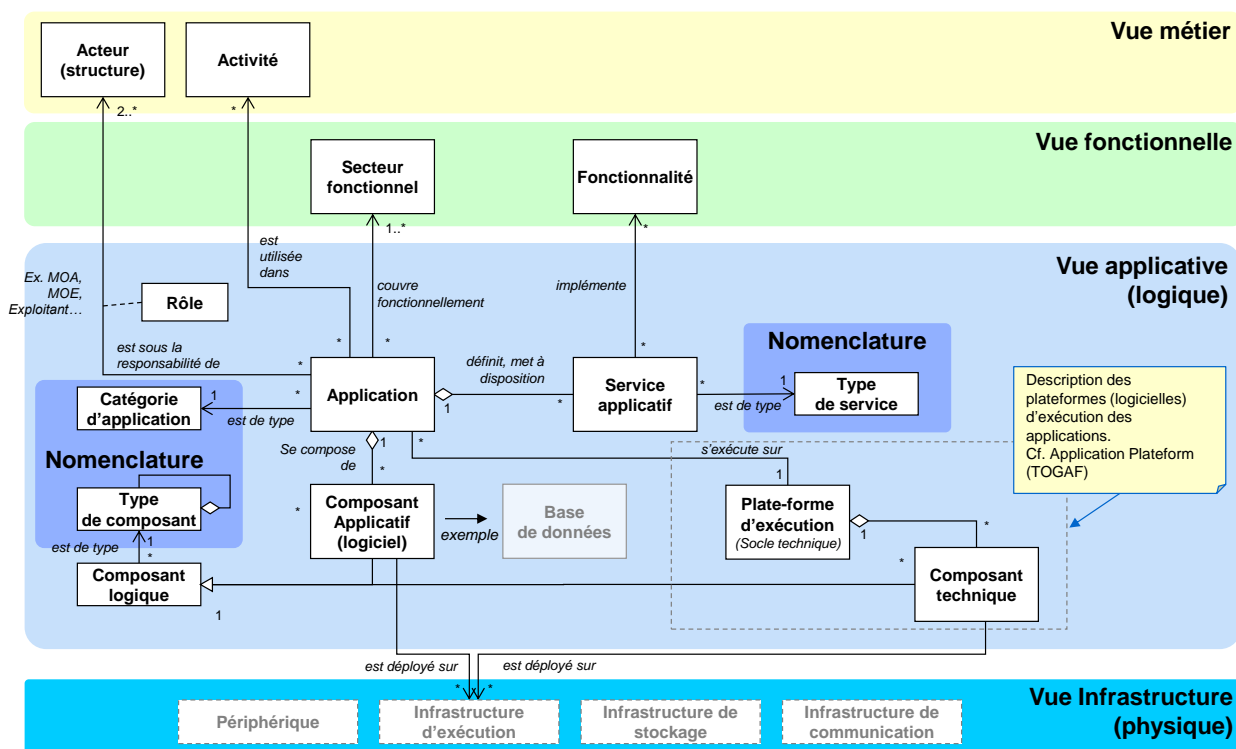 Vue métier
Acteur
(structure)
Activité
2..*
*
Vue fonctionnelle
Secteur
fonctionnel
Fonctionnalité
1..*
*
Vue applicative
(logique)
est
utilisée
dans
Ex. MOA,
MOE,
Exploitant…
Rôle
couvre
fonctionnellement
implémente
est sous la
responsabilité de
*
*
*
*
Nomenclature
Application
définit, met à
disposition
1
*
Service
applicatif
*
1
est de type
Type
de service
Description des
plateformes (logicielles)
d’exécution des
applications.
Cf. Application Plateform
(TOGAF)
Catégorie
d’application
1
*
est de type
Nomenclature
Se compose
de
1
*
*
s’exécute sur
1
Type
de composant
*
Composant
Applicatif
(logiciel)
exemple
Base
de données
Plate-forme
d’exécution
(Socle technique)
1
*
est de type
1
*
Composant
logique
1
*
Composant
technique
est déployé sur
est déployé sur
*
*
Vue Infrastructure
(physique)
Périphérique
Infrastructure
d’exécution
Infrastructure de
stockage
Infrastructure de
communication